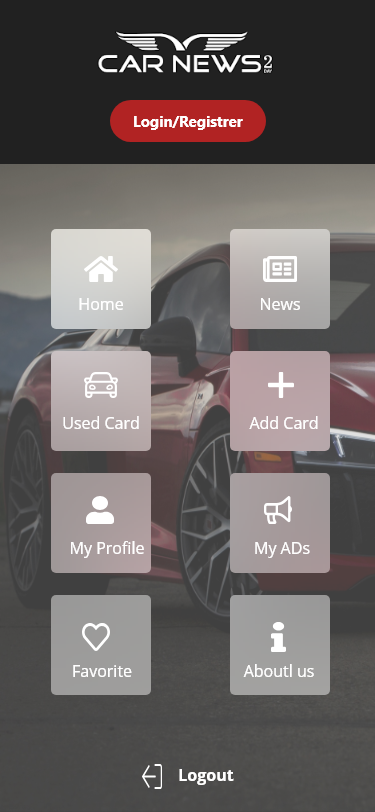 CAR NEWS 2
DAY
Login/Registrer
Home
News
Used Card
Add Card
My Profile
My ADs
Favorite
Aboutl us
Logout